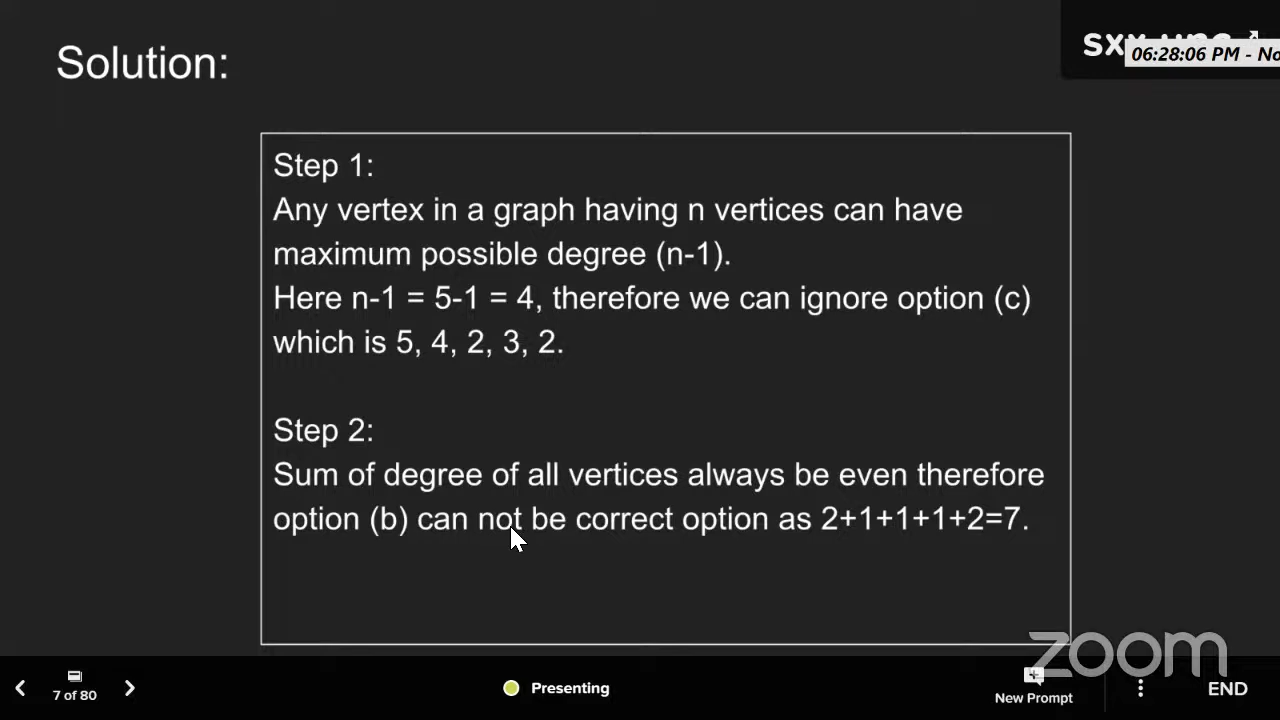 Solution:
06:28:06 PM - No
Step 1:
Any vertex in a graph having n vertices can have
maximum possible degree (n-1).
Here n-1 = 5-1 = 4, therefore we can ignore option (c)
which is 5, 4, 2, 3, 2.
Step 2:
Sum of degree of all vertices always be even therefore
option (b) can not be correct option as 2+1+1+1+2=7.
zoom
7 of 80
Presenting
New Prompt
END